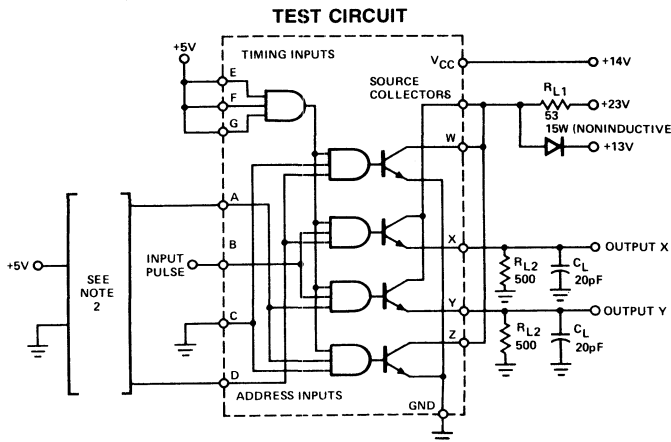 TEST CIRCUIT
+5V
TIMING INPUTS
E
F
G
VCC
+14V
SOURCE
COLLECTORS
RL1
53
15W (NONINDUCTIVE
+23V
+13V
W
A
B
INPUT
PULSE
X
OUTPUT X
+5V
SEE
NOTE
2
RL2
500
CL
20pF
C
Y
OUTPUT Y
Z
RL2
500
CL
20pF
D
ADDRESS INPUTS
GND